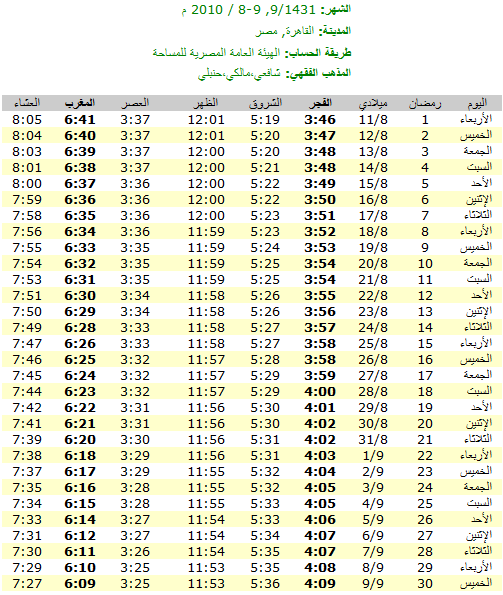 الشهر: 9/1431, 8-9 / 2010 م
المدينة: القاهرة, مصر
طريقة الحساب: الهيئة العامة المصرية للمساحة
المذهب الفقهي: شافعي،مالكي،حنبلي
اليوم رمضان ميلادي الفجر الشروق الظهر العصر المغرب العشاء
الأربعاء 1 11/8 3:46 5:19 12:01 3:37 6:41 8:05
الخميس 2 12/8 3:47 5:20 12:01 3:37 6:40 8:04
الجمعة 3 13/8 3:48 5:20 12:00 3:37 6:39 8:03
السبت 4 14/8 3:48 5:21 12:00 3:37 6:38 8:01
الأحد 5 15/8 3:49 5:22 12:00 3:36 6:37 8:00
الإثنين 6 16/8 3:50 5:22 12:00 3:36 6:36 7:59
الثلاثاء 7 17/8 3:51 5:23 12:00 3:36 6:35 7:58
الأربعاء 8 18/8 3:52 5:23 11:59 3:36 6:34 7:56
الخميس 9 19/8 3:53 5:24 11:59 3:35 6:33 7:55
الجمعة 10 20/8 3:54 5:25 11:59 3:35 6:32 7:54
السبت 11 21/8 3:54 5:25 11:59 3:35 6:31 7:53
الأحد 12 22/8 3:55 5:26 11:58 3:34 6:30 7:51
الإثنين 13 23/8 3:56 5:26 11:58 3:34 6:29 7:50
الثلاثاء 14 24/8 3:57 5:27 11:58 3:33 6:28 7:49
الأربعاء 15 25/8 3:58 5:27 11:58 3:33 6:26 7:47
الخميس 16 26/8 3:58 5:28 11:57 3:32 6:25 7:46
الجمعة 17 27/8 3:59 5:29 11:57 3:32 6:24 7:45
السبت 18 28/8 4:00 5:29 11:57 3:32 6:23 7:44
الأحد 19 29/8 4:01 5:30 11:56 3:31 6:22 7:42
الإثنين 20 30/8 4:02 5:30 11:56 3:31 6:21 7:41
الثلاثاء 21 31/8 4:02 5:31 11:56 3:30 6:20 7:39
الأربعاء 22 1/9 4:03 5:31 11:56 3:29 6:18 7:38
الخميس 23 2/9 4:04 5:32 11:55 3:29 6:17 7:37
الجمعة 24 3/9 4:05 5:32 11:55 3:28 6:16 7:35
السبت 25 4/9 4:05 5:33 11:55 3:28 6:15 7:34
الأحد 26 5/9 4:06 5:33 11:54 3:27 6:14 7:33
الإثنين 27 6/9 4:07 5:34 11:54 3:27 6:12 7:31
الثلاثاء 28 7/9 4:07 5:35 11:54 3:26 6:11 7:30
الأربعاء 29 8/9 4:08 5:35 11:53 3:25 6:10 7:29
الخميس 30 9/9 4:09 5:36 11:53 3:25 6:09 7:27